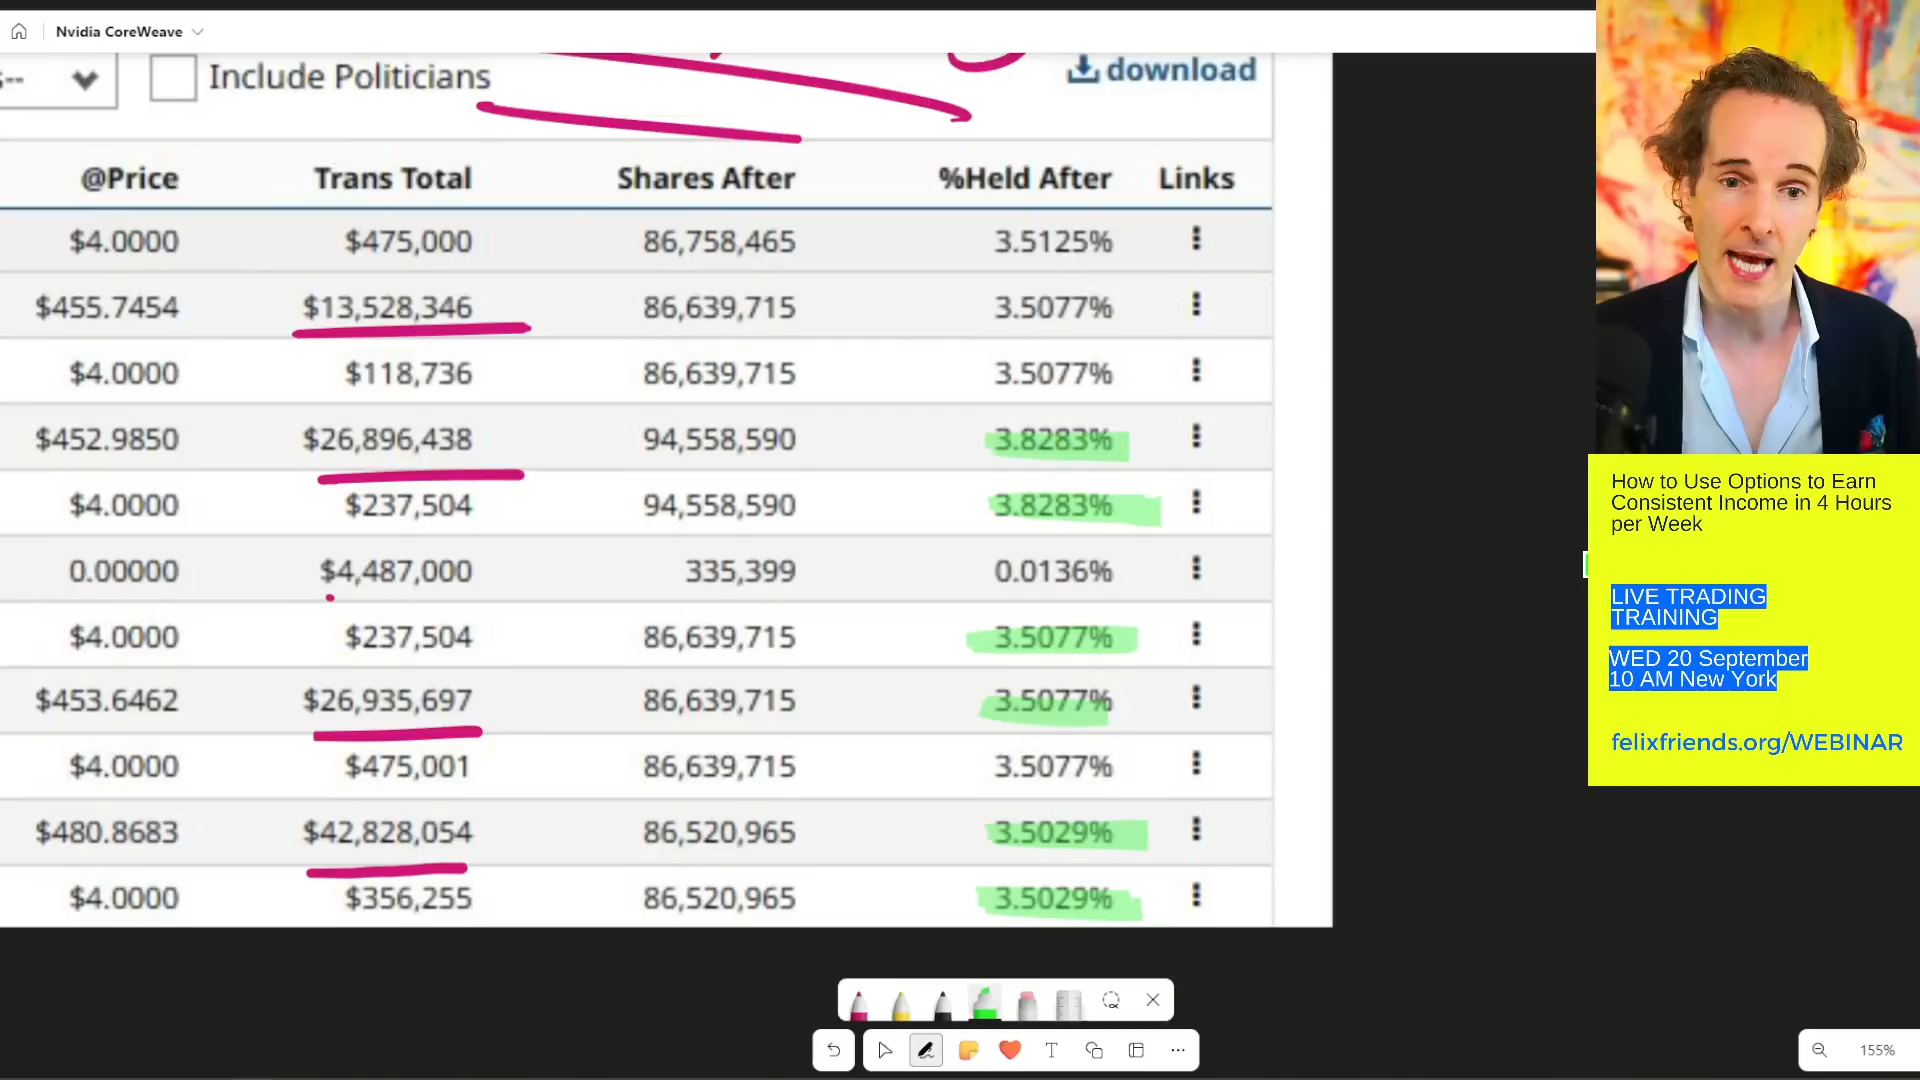 Nvidia CoreWeave
Include Politicians
download
@Price Trans Total Shares After %Held After Links
$4.0000 $475,000 86,758,465 3.5125%
$455.7454 $13,528,346 86,639,715 3.5077%
$4.0000 $118,736 86,639,715 3.5077%
$452.9850 $26,896,438 94,558,590 3.8283%
$4.0000 $237,504 94,558,590 3.8283%
0.00000 $4,487,000 335,399 0.0136%
$4.0000 $237,504 86,639,715 3.5077%
$453.6462 $26,935,697 86,639,715 3.5077%
$4.0000 $475,001 86,639,715 3.5077%
$480.8683 $42,828,054 86,520,965 3.5029%
$4.0000 $356,255 86,520,965 3.5029%
How to Use Options to Earn
Consistent Income in 4 Hours
per Week
LIVE TRADING
TRAINING
WED 20 September
10 AM New York
felixfriends.org/WEBINAR
155%